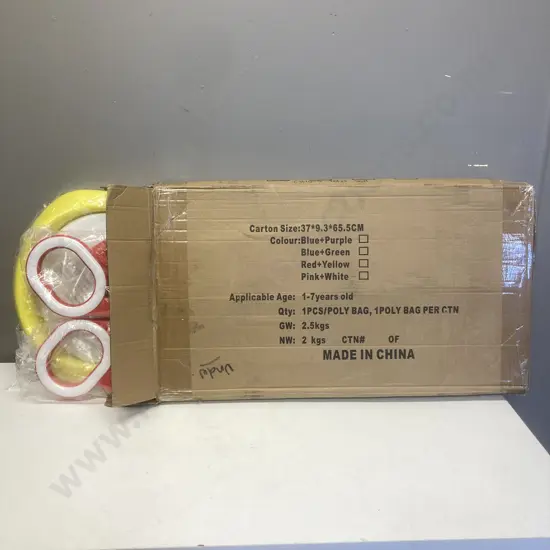 Carton Size:37*9.3*65.5CM
Colour:Blue+Purple
Blue+Green
Red+Yellow
Pink+White
Applicable Age: 1-7years old
Qty: 1PCS/POLY BAG, 1POLY BAG PER CTN
GW: 2.5kgs
NW: 2 kgs CTN# OF
MADE IN CHINA